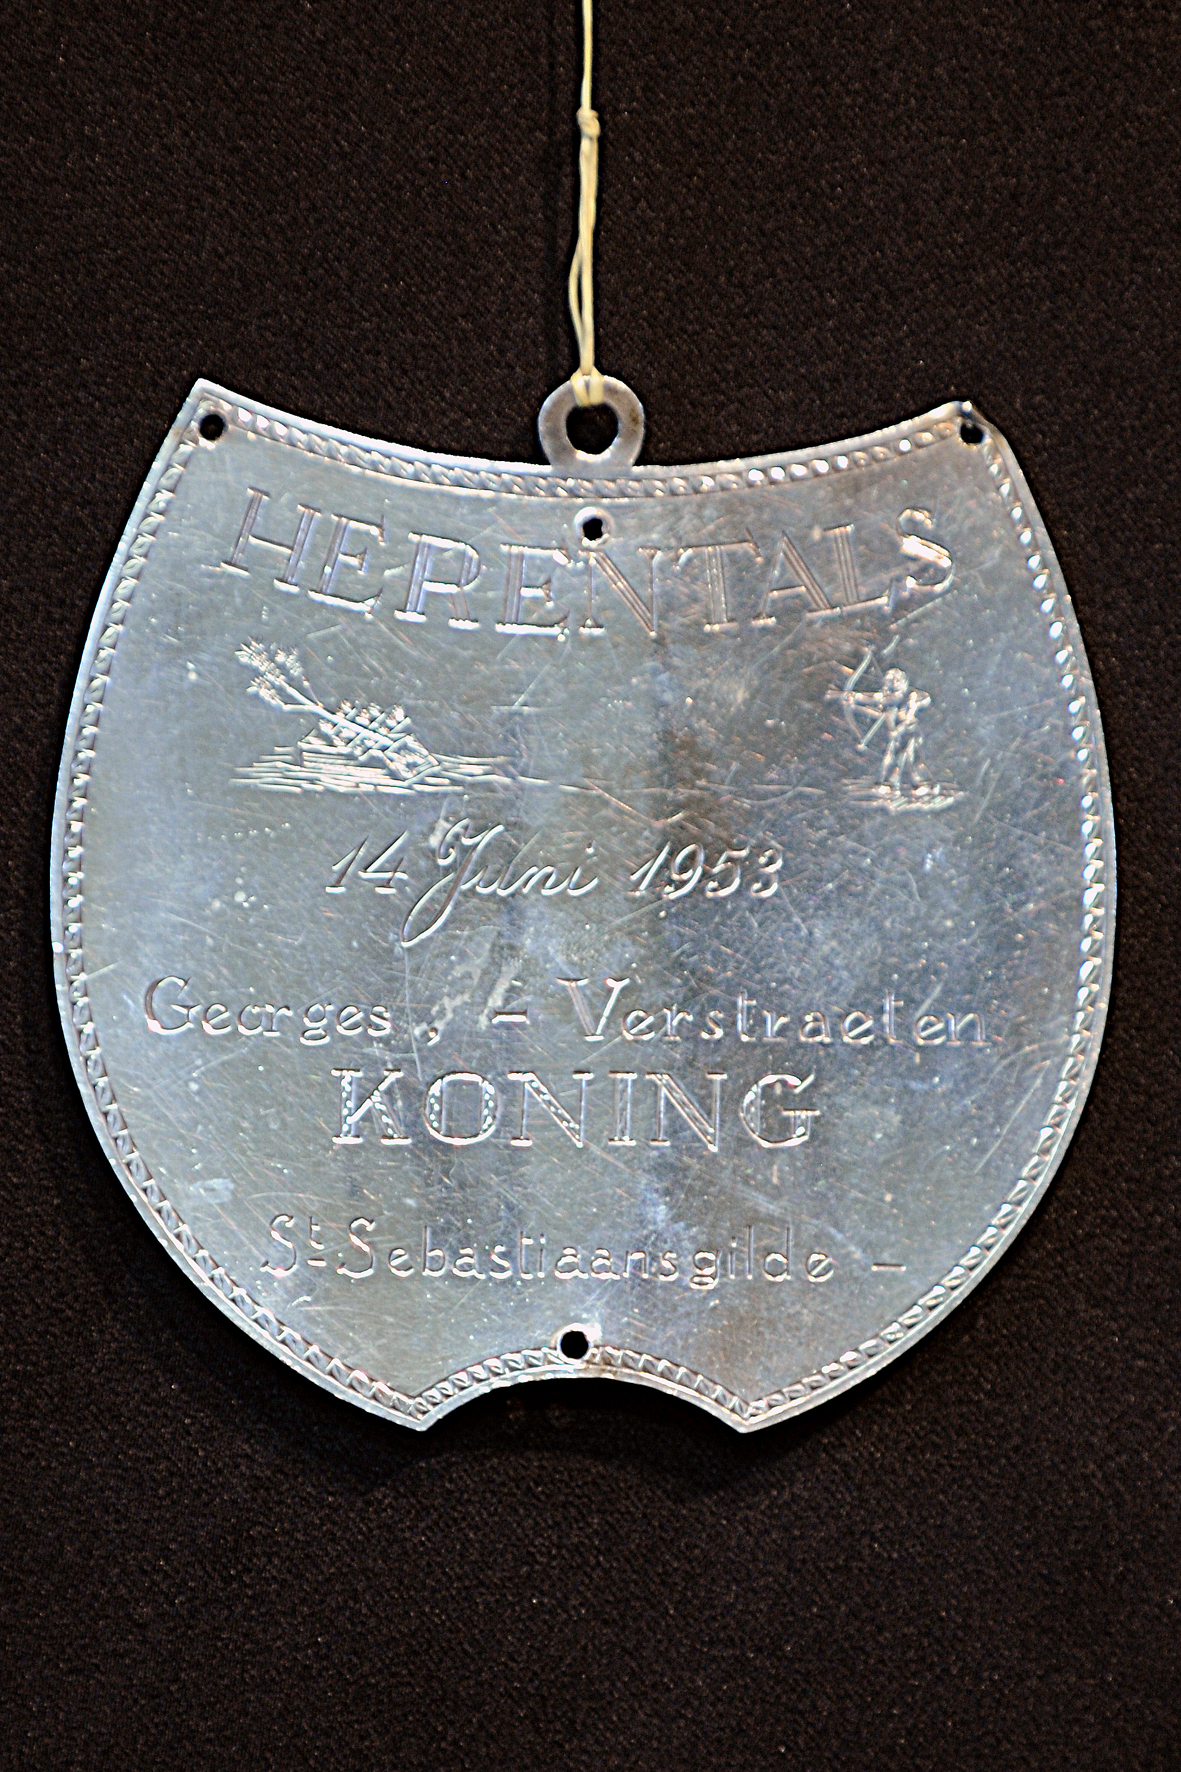 HERENTALS
14 Juni 1953
Georges, - Verstraeten
KONING
St Sebastiaansgilde -